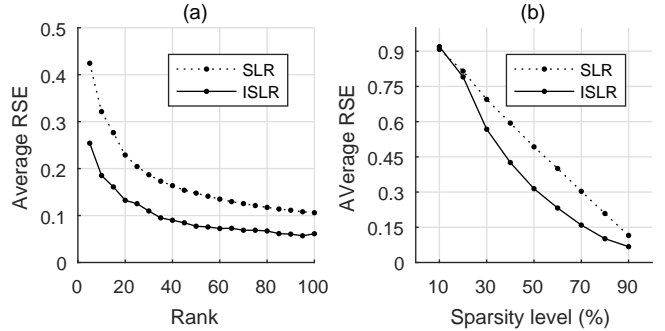 (a)
0.5
0.4
0.3
0.2
0.1
0
Average RSE
SLR
ISLR
0 20 40 60 80 100
Rank
(b)
0.9
0.75
0.6
0.45
0.3
0.15
AVerage RSE
SLR
ISLR
10 30 50 70 90
Sparsity level (%)